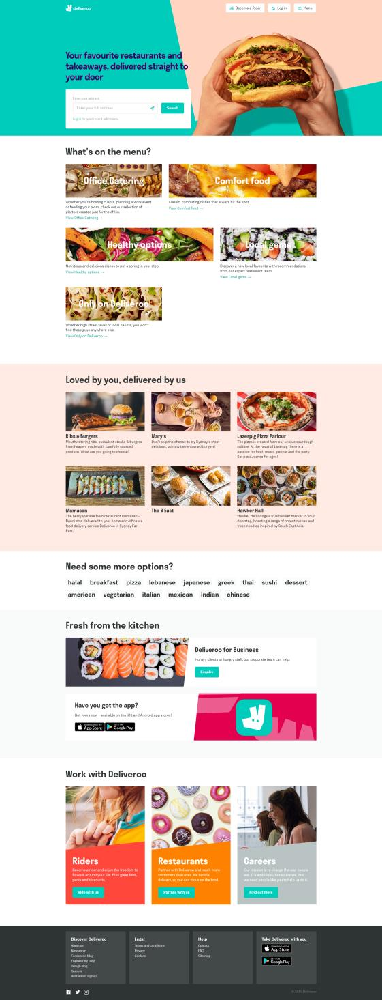 deliveroo
Become a Rider
Log in
Menu
Your favourite restaurants and
takeaways, delivered straight to
your door
Enter your address
Enter your full address
Search
Log in for your recent addresses.
What's on the menu?
Office Catering
Whether you're hosting clients, planning a work event
or feeding your team, check out our selection of
platters created just for the office.
View Office Catering →
Comfort food
Classic, comforting dishes that always hit the spot.
View Comfort food →
Healthy options
Nutritious and delicious dishes to put a spring in your step.
View Healthy options →
Local gems
Discover a new local favourite with recommendations
from our expert restaurant team.
View Local gems →
Only on Deliveroo
Whether high street faves or local haunts, you won't
find these guys anywhere else.
View Only on Deliveroo →
Loved by you, delivered by us
Ribs & Burgers
Mouthwatering ribs, succulent steaks & burgers
from heaven, made with carefully sourced
produce. What are you going to choose?
Mary's
Don't skip the chance to try Sydney's most
delicious, worldwide renowned burgers!
Lazerpig Pizza Parlour
The pizza is created from our unique sourdough
culture. At the heart of Lazerpig there is a
passion for food, music, people and the party.
Eat pizza, dance for ages!
Mamasan
The best japanese from restaurant Mamasan -
Bondi now delivered to your home and office via
food delivery service Deliveroo in Sydney Far
East.
The B East
Hawker Hall
Hawker Hall brings a true hawker market to your
doorstep, boasting a range of potent curries and
fresh noodles inspired by South East Asia.
Need some more options?
halal breakfast pizza lebanese japanese greek thai sushi dessert
american vegetarian italian mexican indian chinese
Fresh from the kitchen
Deliveroo for Business
Hungry clients or hungry staff, our corporate team can help.
Enquire
Have you got the app?
Get yours now - available on the iOS and Android app stores!
Download on the
App Store
GET IT ON
Google Play
Work with Deliveroo
Riders
Become a rider and enjoy the freedom to
fit work around your life. Plus great fees,
perks and discounts.
Ride with us
Restaurants
Partner with Deliveroo and reach more
customers than ever. We handle
delivery, so you can focus on the food.
Partner with us
Careers
Our mission is to change the way people
eat. It's ambitious, but so are we. And
we need people like you to help us do it.
Find out more
Discover Deliveroo
About us
Newsroom
Foodscene blog
Engineering blog
Design blog
Careers
Restaurant signup
Legal
Terms and conditions
Privacy
Cookies
Help
Contact
FAQ
Site map
Take Deliveroo with you
Download on the
App Store
GET IT ON
Google Play
© 2019 Deliveroo